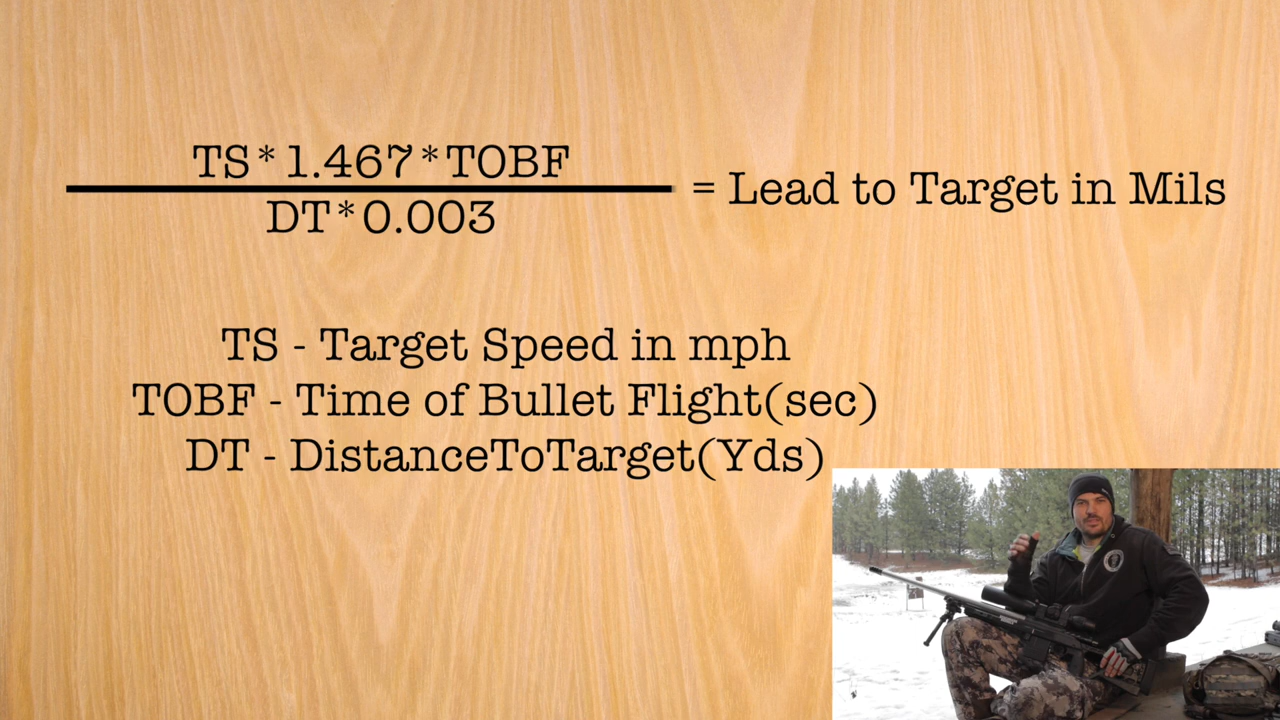 TS*1.467*TOBF
DT*0.003
= Lead to Target in Mils
TS - Target Speed in mph
TOBF - Time of Bullet Flight(sec)
DT - DistanceToTarget(Yds)